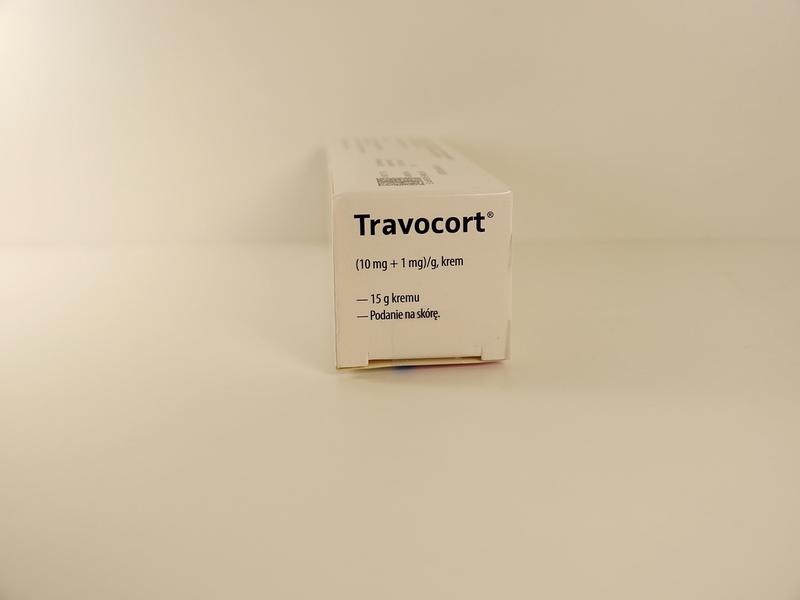 Travocort®
(10 mg + 1 mg)/g, krem
— 15 g kremu
— Podanie na skórę.